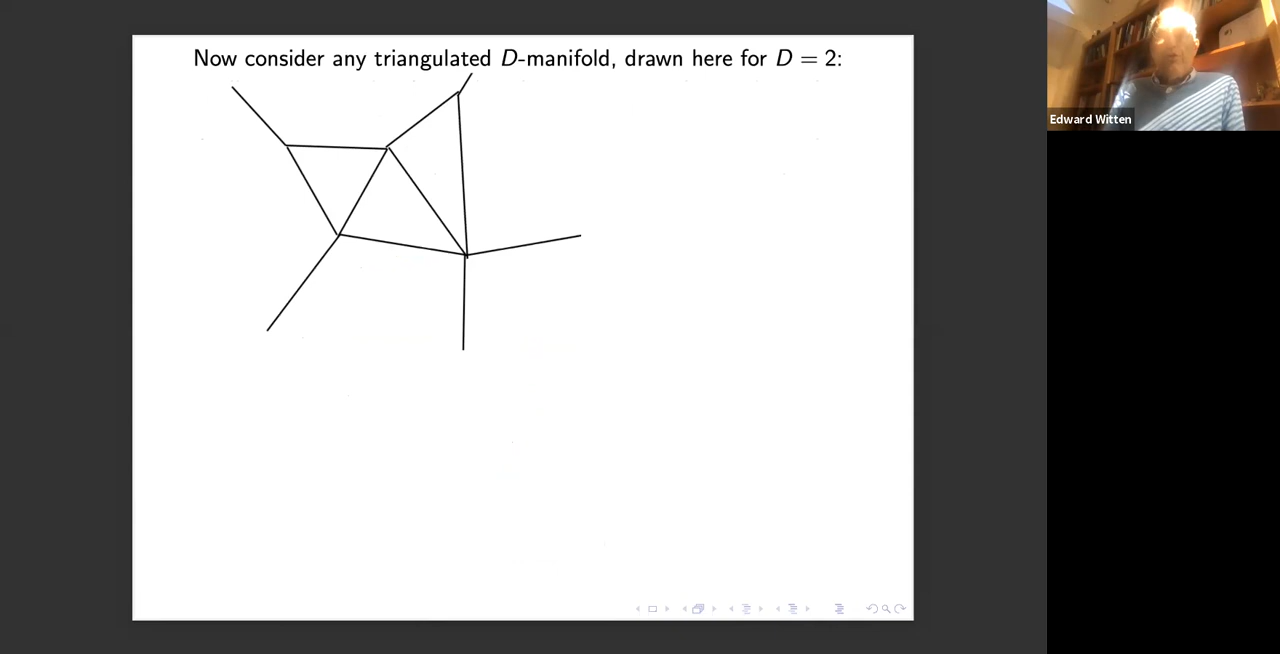 Now consider any triangulated D-manifold, drawn here for D = 2:
Edward Witten